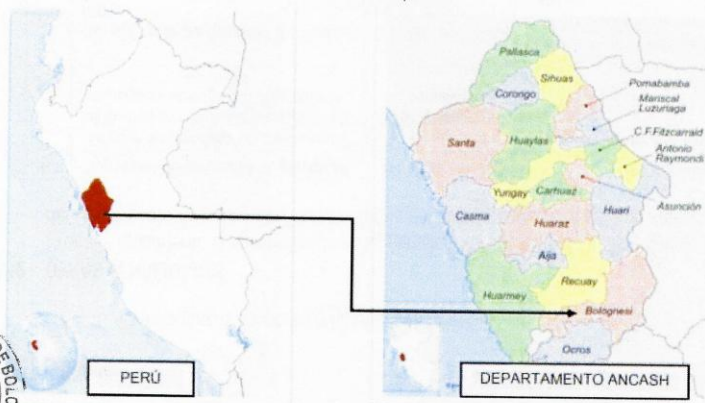 Pallasca
Sihuas
Corongo
Pomabamba
Mariscal
Luzuriaga
C.F.Fitzcarraid
Antonio
Raymondi
Santa
Huaylas
Yungay
Carhuaz
Asunción
Casma
Huaraz
Huari
Aija
Recuay
Huarmey
Bolognesi
Ocros
PERÚ
DEPARTAMENTO ANCASH